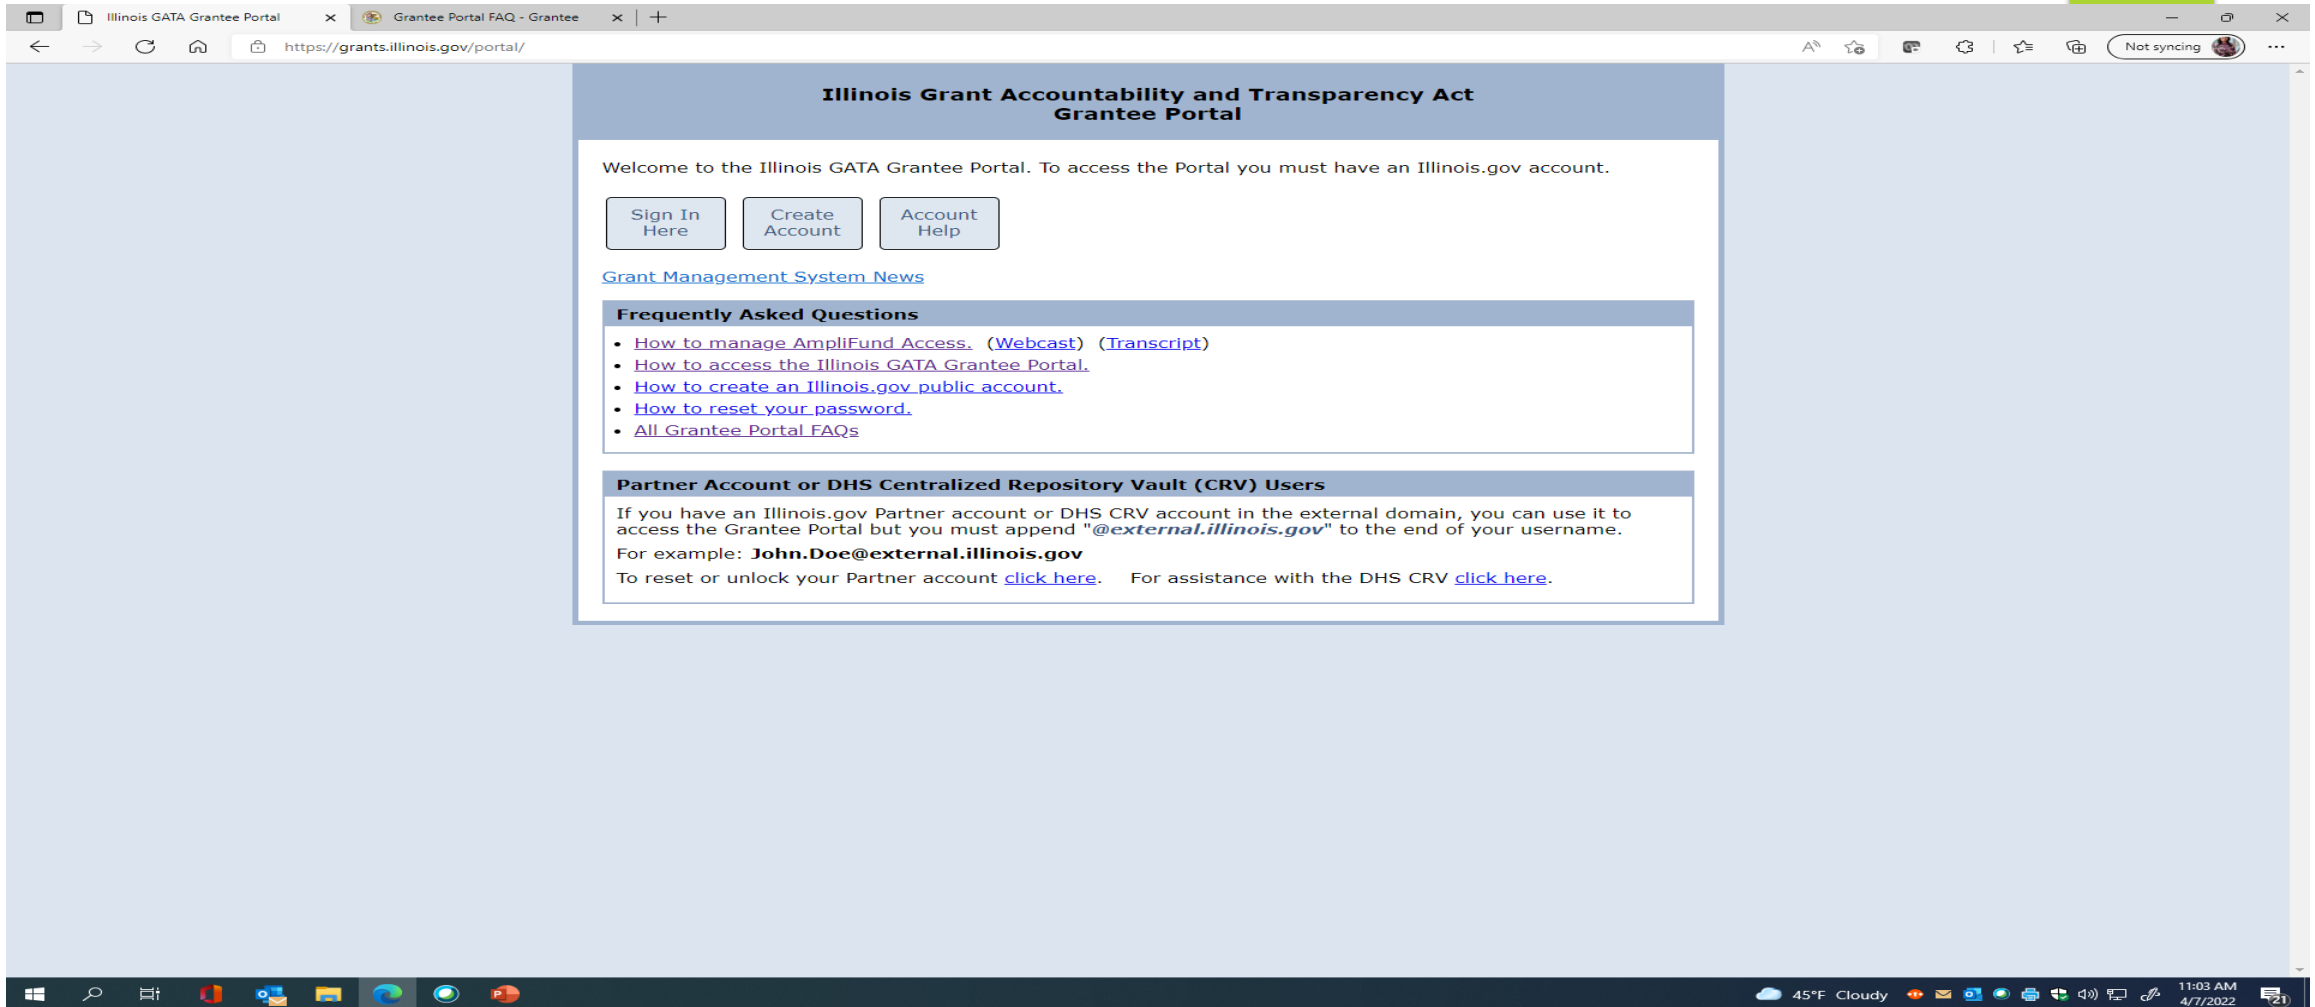 Illinois GATA Grantee Portal
Grantee Portal FAQ - Grantee
https://grants.illinois.gov/portal/
Not syncing
Illinois Grant Accountability and Transparency Act
Grantee Portal
Welcome to the Illinois GATA Grantee Portal. To access the Portal you must have an Illinois.gov account.
Sign In
Here
Create
Account
Account
Help
Grant Management System News
Frequently Asked Questions
• How to manage AmpliFund Access. (Webcast) (Transcript)
• How to access the Illinois GATA Grantee Portal.
• How to create an Illinois.gov public account.
• How to reset your password.
• All Grantee Portal FAQs
Partner Account or DHS Centralized Repository Vault (CRV) Users
If you have an Illinois.gov Partner account or DHS CRV account in the external domain, you can use it to
access the Grantee Portal but you must append "@external.illinois.gov" to the end of your username.
For example: John.Doe@external.illinois.gov
To reset or unlock your Partner account click here. For assistance with the DHS CRV click here.
45°F Cloudy
11:03 AM
4/7/2022
21